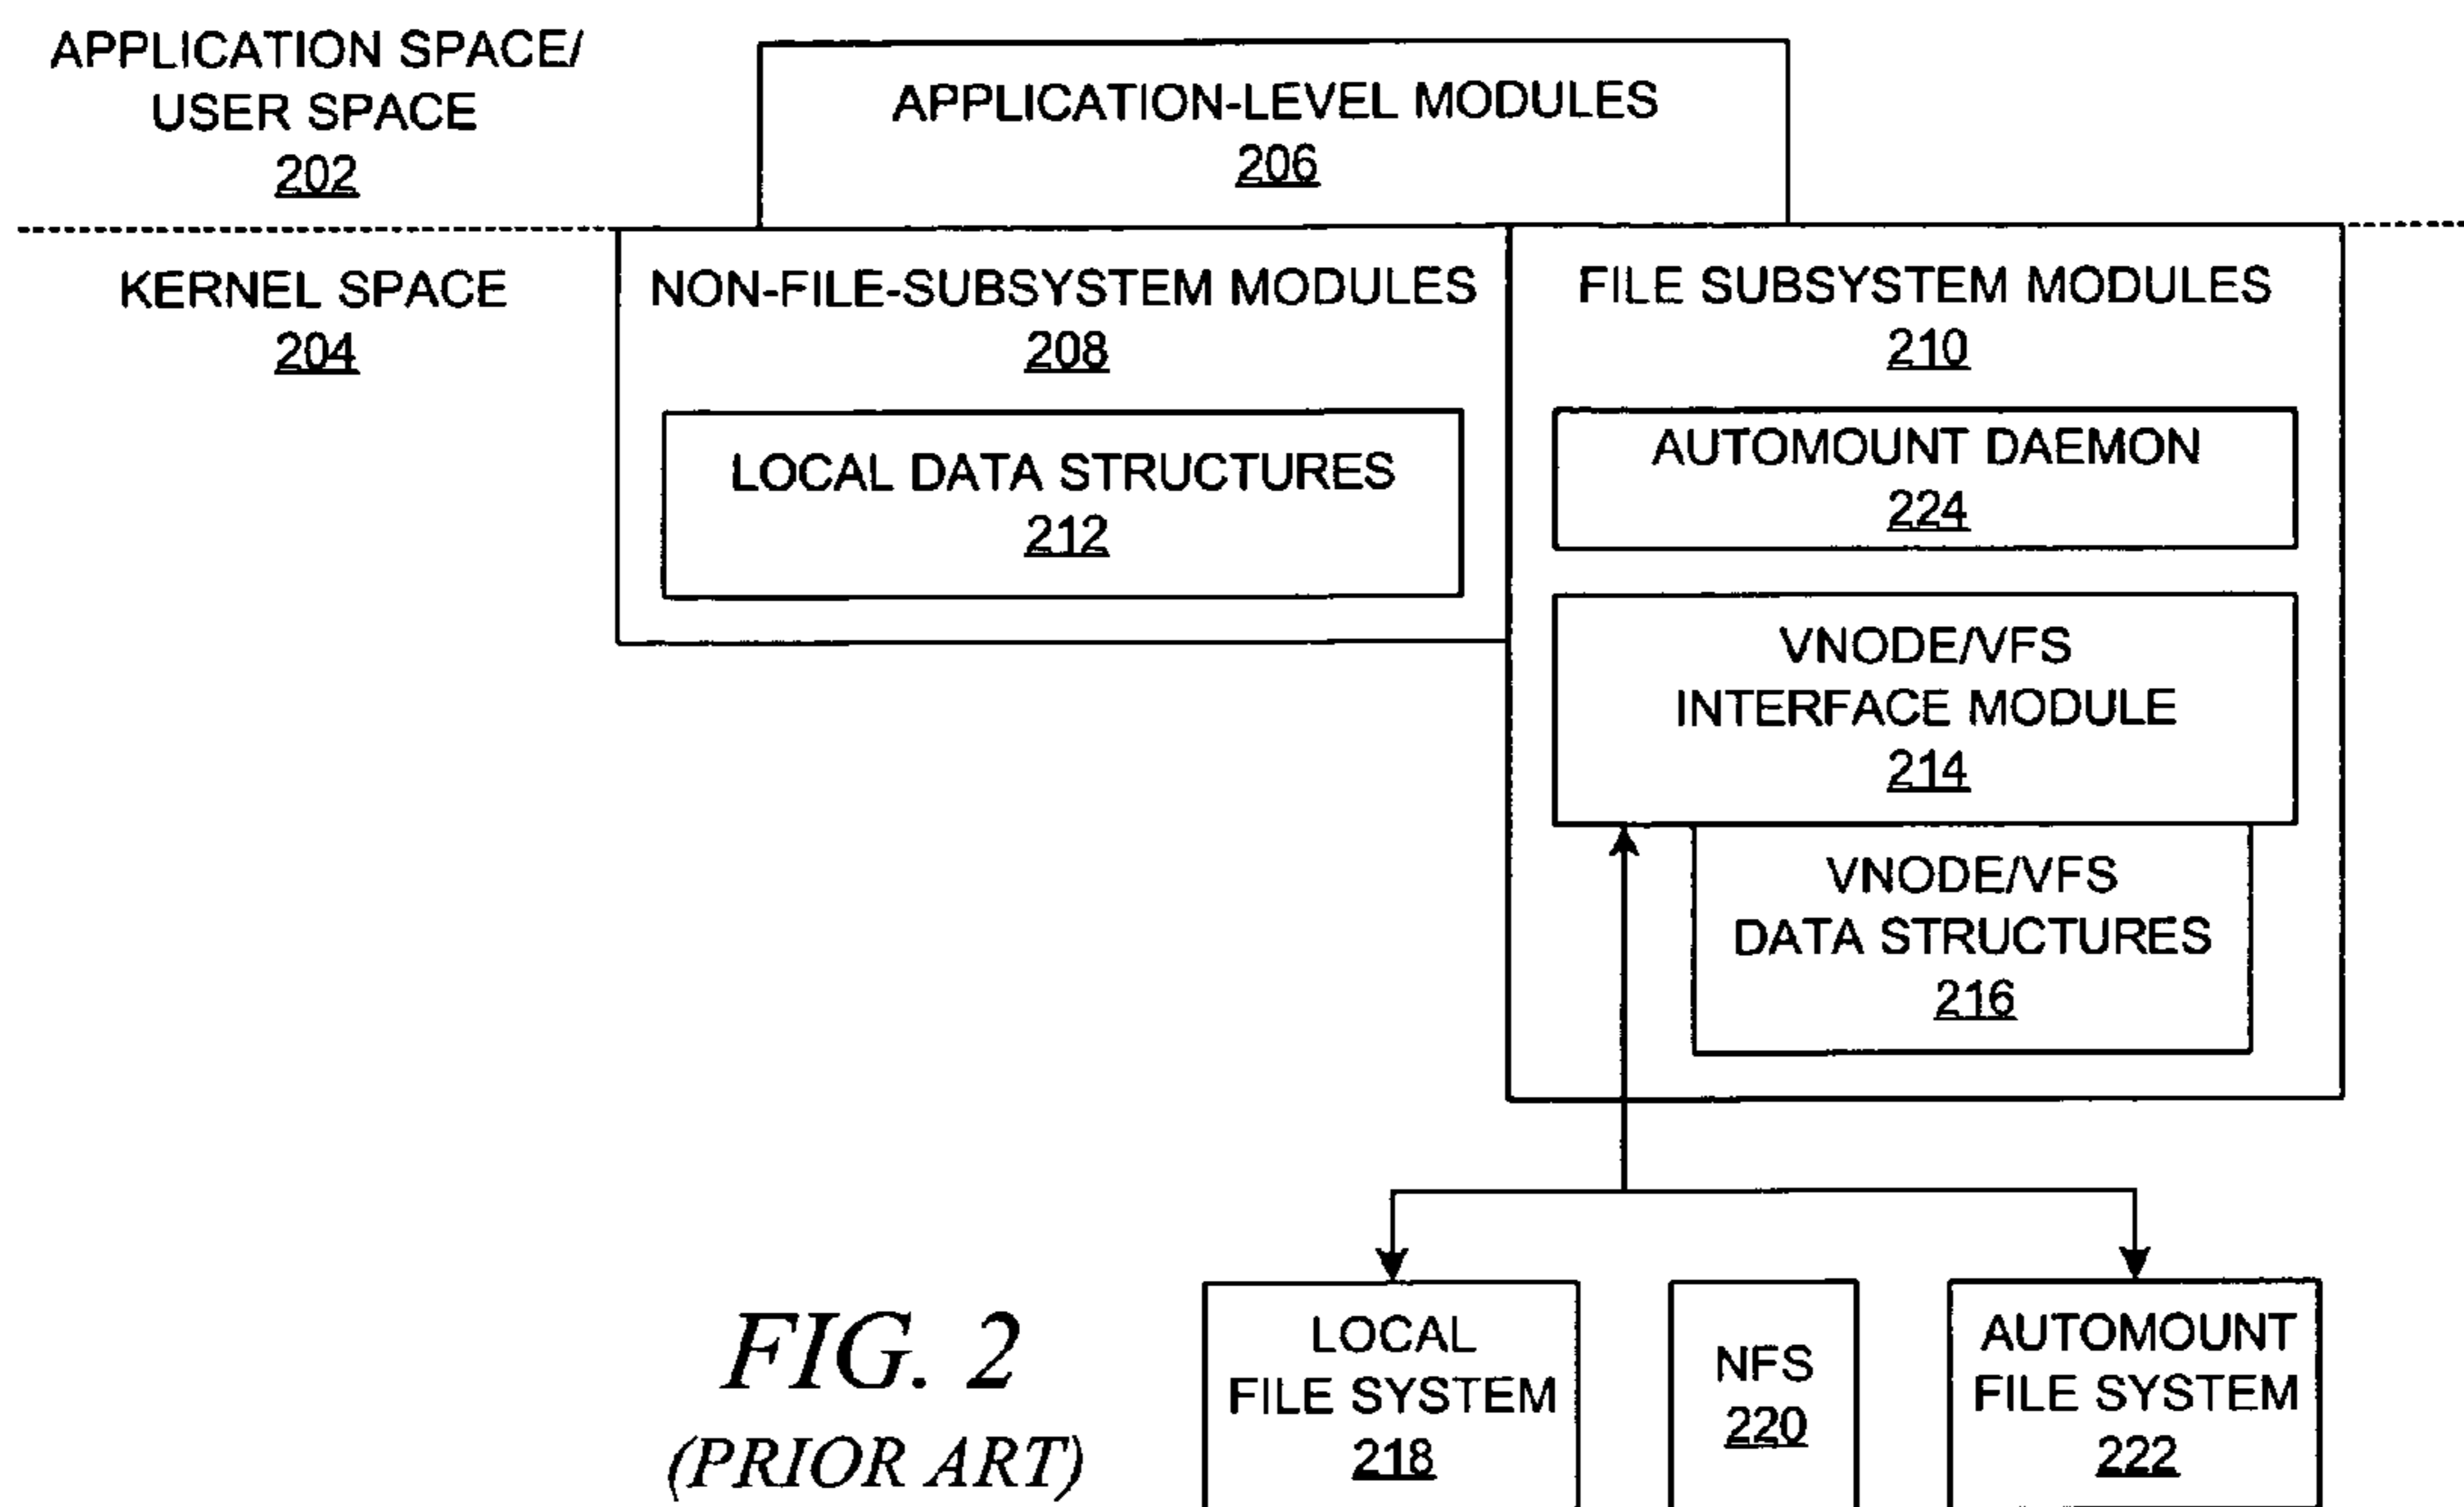 APPLICATION SPACE/
USER SPACE
202
APPLICATION-LEVEL MODULES
206
KERNEL SPACE
204
NON-FILE-SUBSYSTEM MODULES
208
LOCAL DATA STRUCTURES
212
FILE SUBSYSTEM MODULES
210
AUTOMOUNT DAEMON
224
VNODE/VFS
INTERFACE MODULE
214
VNODE/VFS
DATA STRUCTURES
216
LOCAL
FILE SYSTEM
218
NFS
220
AUTOMOUNT
FILE SYSTEM
222
FIG. 2
(PRIOR ART)